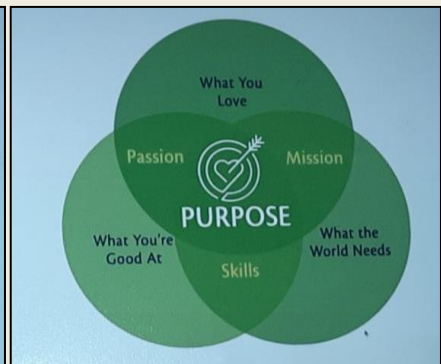 What You
Love
Passion
Mission
PURPOSE
What You're
Good At
What the
World Needs
Skills